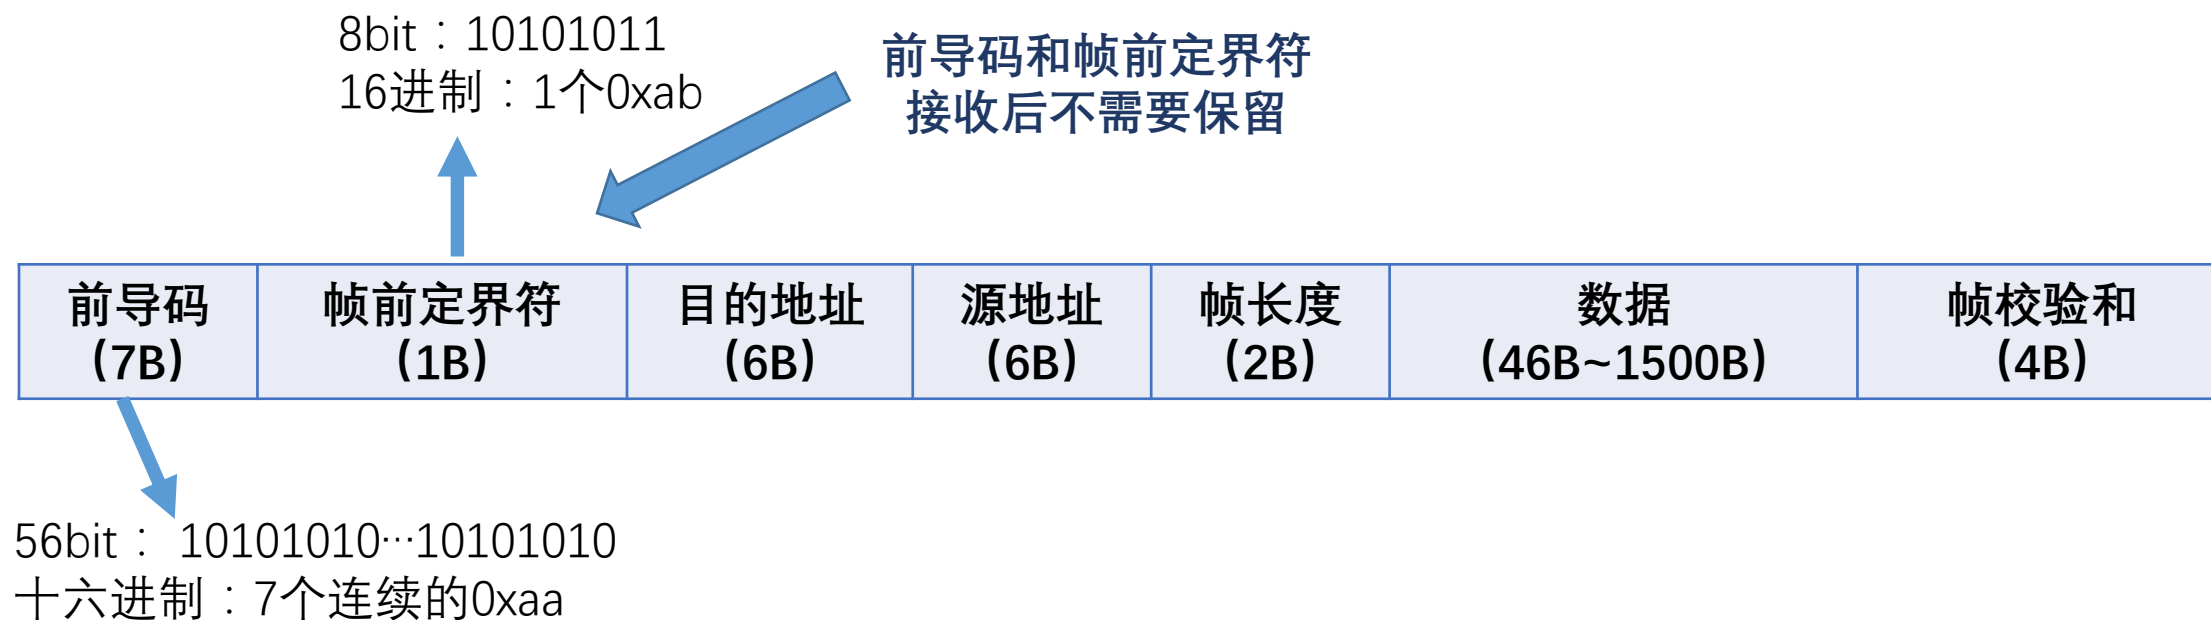 8bit：10101011
16进制：1个0xab
前导码和帧前定界符
接收后不需要保留
前导码
(7B)
帧前定界符
(1B)
目的地址
(6B)
源地址
(6B)
帧长度
(2B)
数据
(46B~1500B)
帧校验和
(4B)
56bit： 10101010…10101010
十六进制：7个连续的0xaa